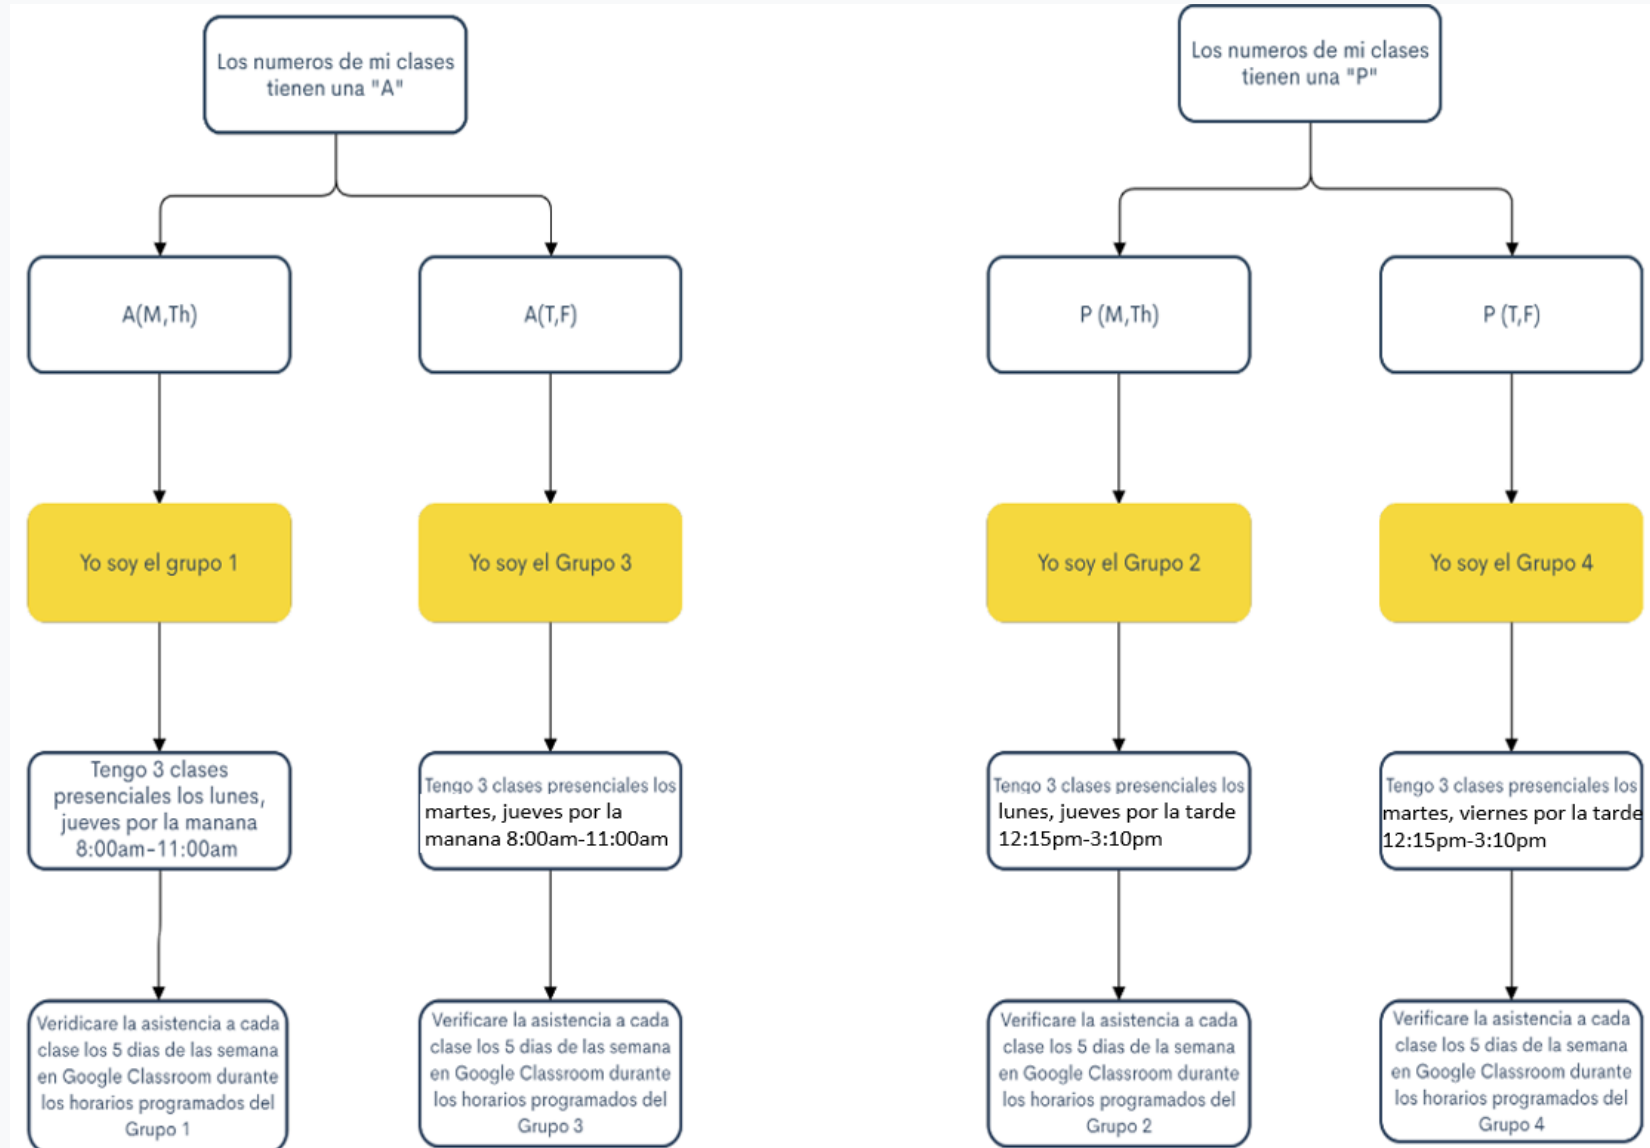 Los numeros de mi clases
tienen una "A"
Los numeros de mi clases
tienen una "P"
A(M,Th)
A(T,F)
P (M,Th)
P (T,F)
Yo soy el grupo 1
Yo soy el Grupo 3
Yo soy el Grupo 2
Yo soy el Grupo 4
Tengo 3 clases
presenciales los lunes,
jueves por la manana
8:00am-11:00am
Tengo 3 clases presenciales los
martes, jueves por la
manana 8:00am-11:00am
Tengo 3 clases presenciales los
lunes, jueves por la tarde
12:15pm-3:10pm
Tengo 3 clases presenciales los
martes, viernes por la tarde
12:15pm-3:10pm
Veridicare la asistencia a cada
clase los 5 dias de las semana
en Google Classroom durante
los horarios programados del
Grupo 1
Verificare la asistencia a cada
clase los 5 dias de las semana
en Google Classroom durante
los horarios programados del
Grupo 3
Verificare la asistencia a cada
clase los 5 dias de la semana
en Google Classroom durante
los horarios programados del
Grupo 2
Verificare la asistencia a cada
clase los 5 dias de la semana
en Google Classroom durante
los horarios programados del
Grupo 4